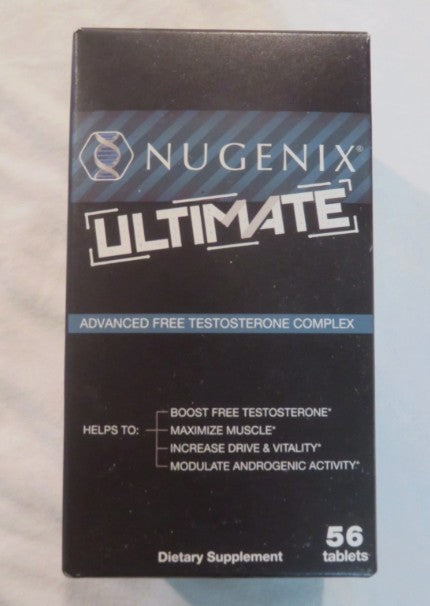 NUGENIX®
ULTIMATE
ADVANCED FREE TESTOSTERONE COMPLEX
HELPS TO:
BOOST FREE TESTOSTERONE*
MAXIMIZE MUSCLE*
INCREASE DRIVE & VITALITY*
MODULATE ANDROGENIC ACTIVITY*
Dietary Supplement
56
tablets